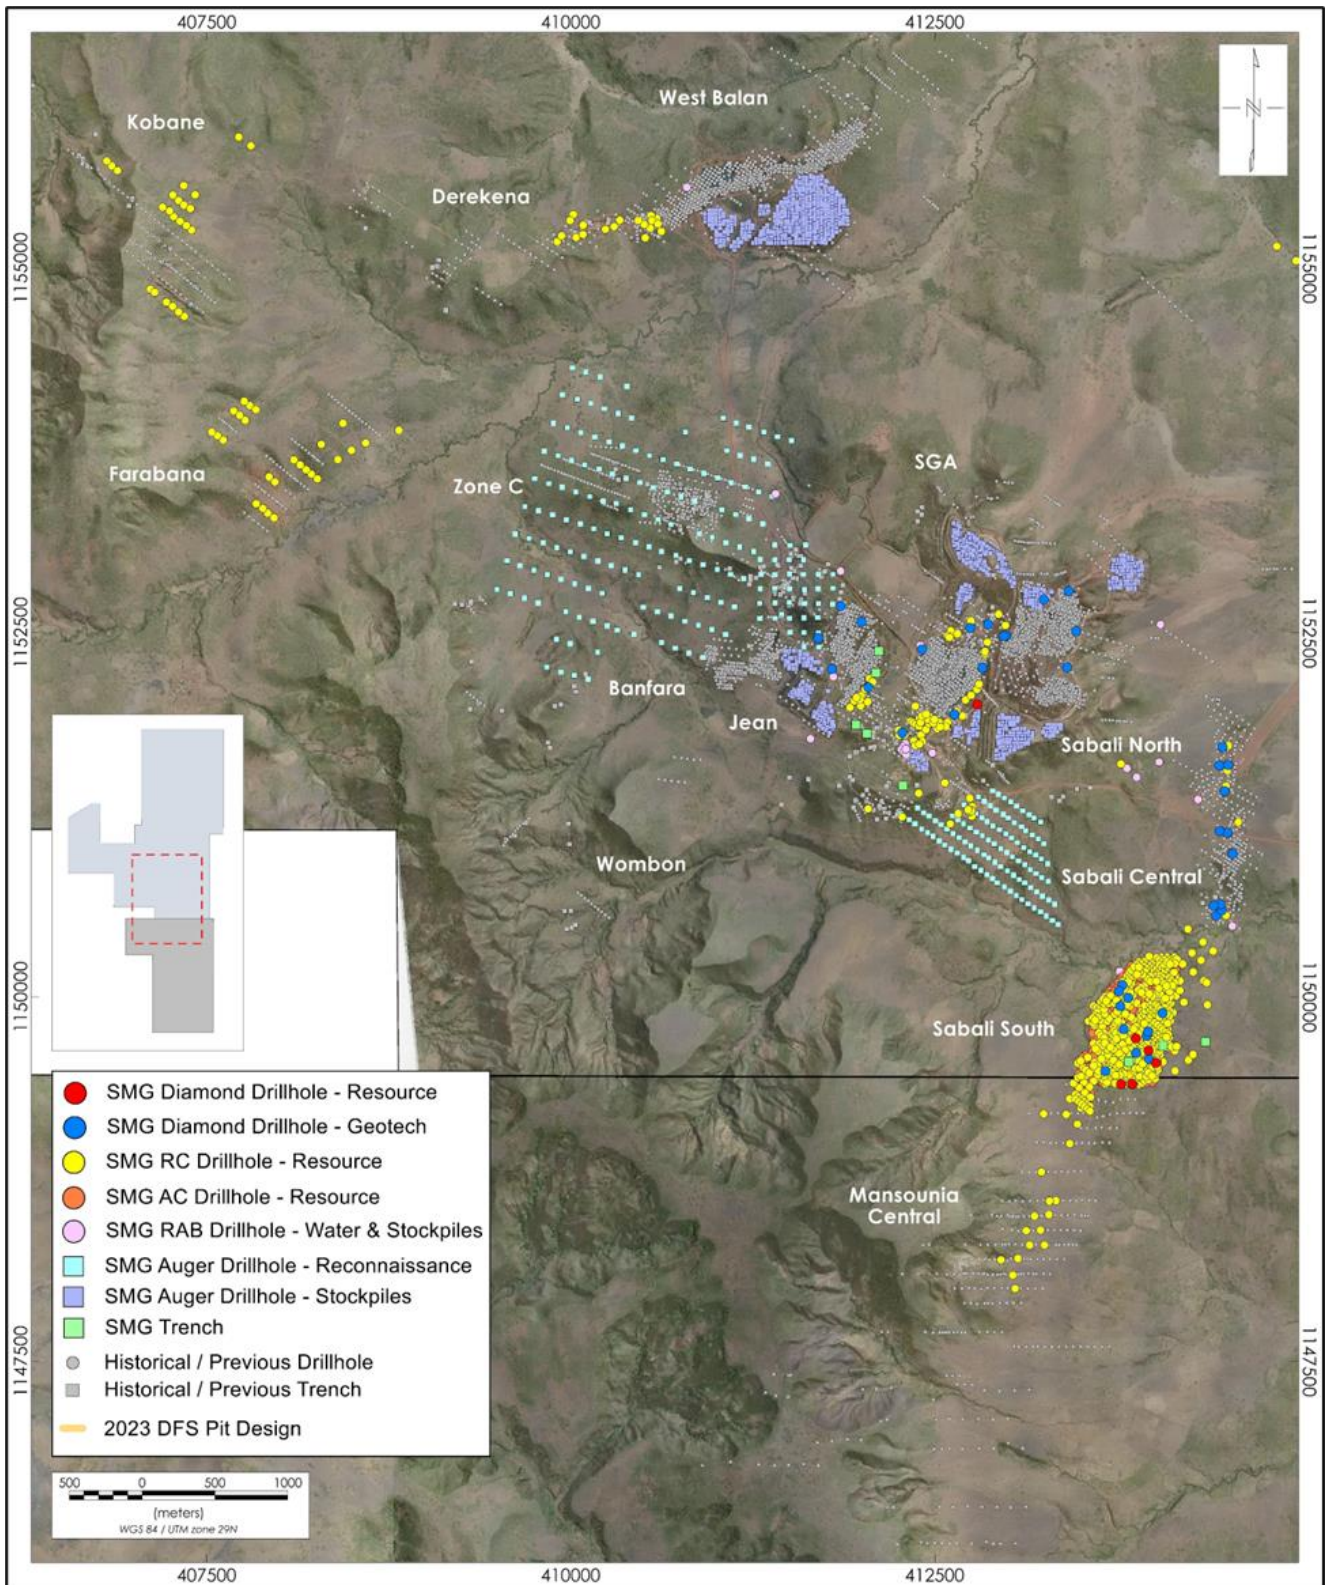 407500
410000
412500
West Balan
Kobane
N
Derekena
1155000
1155000
Farabana
Zone C
SGA
1152500
1152500
Banfara
Jean
Sabali North
Wombon
Sabali Central
1150000
1150000
Sabali South
SMG Diamond Drillhole - Resource
SMG Diamond Drillhole - Geotech
SMG RC Drillhole - Resource
SMG AC Drillhole - Resource
SMG RAB Drillhole - Water & Stockpiles
SMG Auger Drillhole - Reconnaissance
SMG Auger Drillhole - Stockpiles
SMG Trench
Historical / Previous Drillhole
Historical / Previous Trench
2023 DFS Pit Design
Mansounia
Central
1147500
1147500
500 0 500 1000
(meters)
WGS 84 / UTM zone 29N
407500
410000
412500